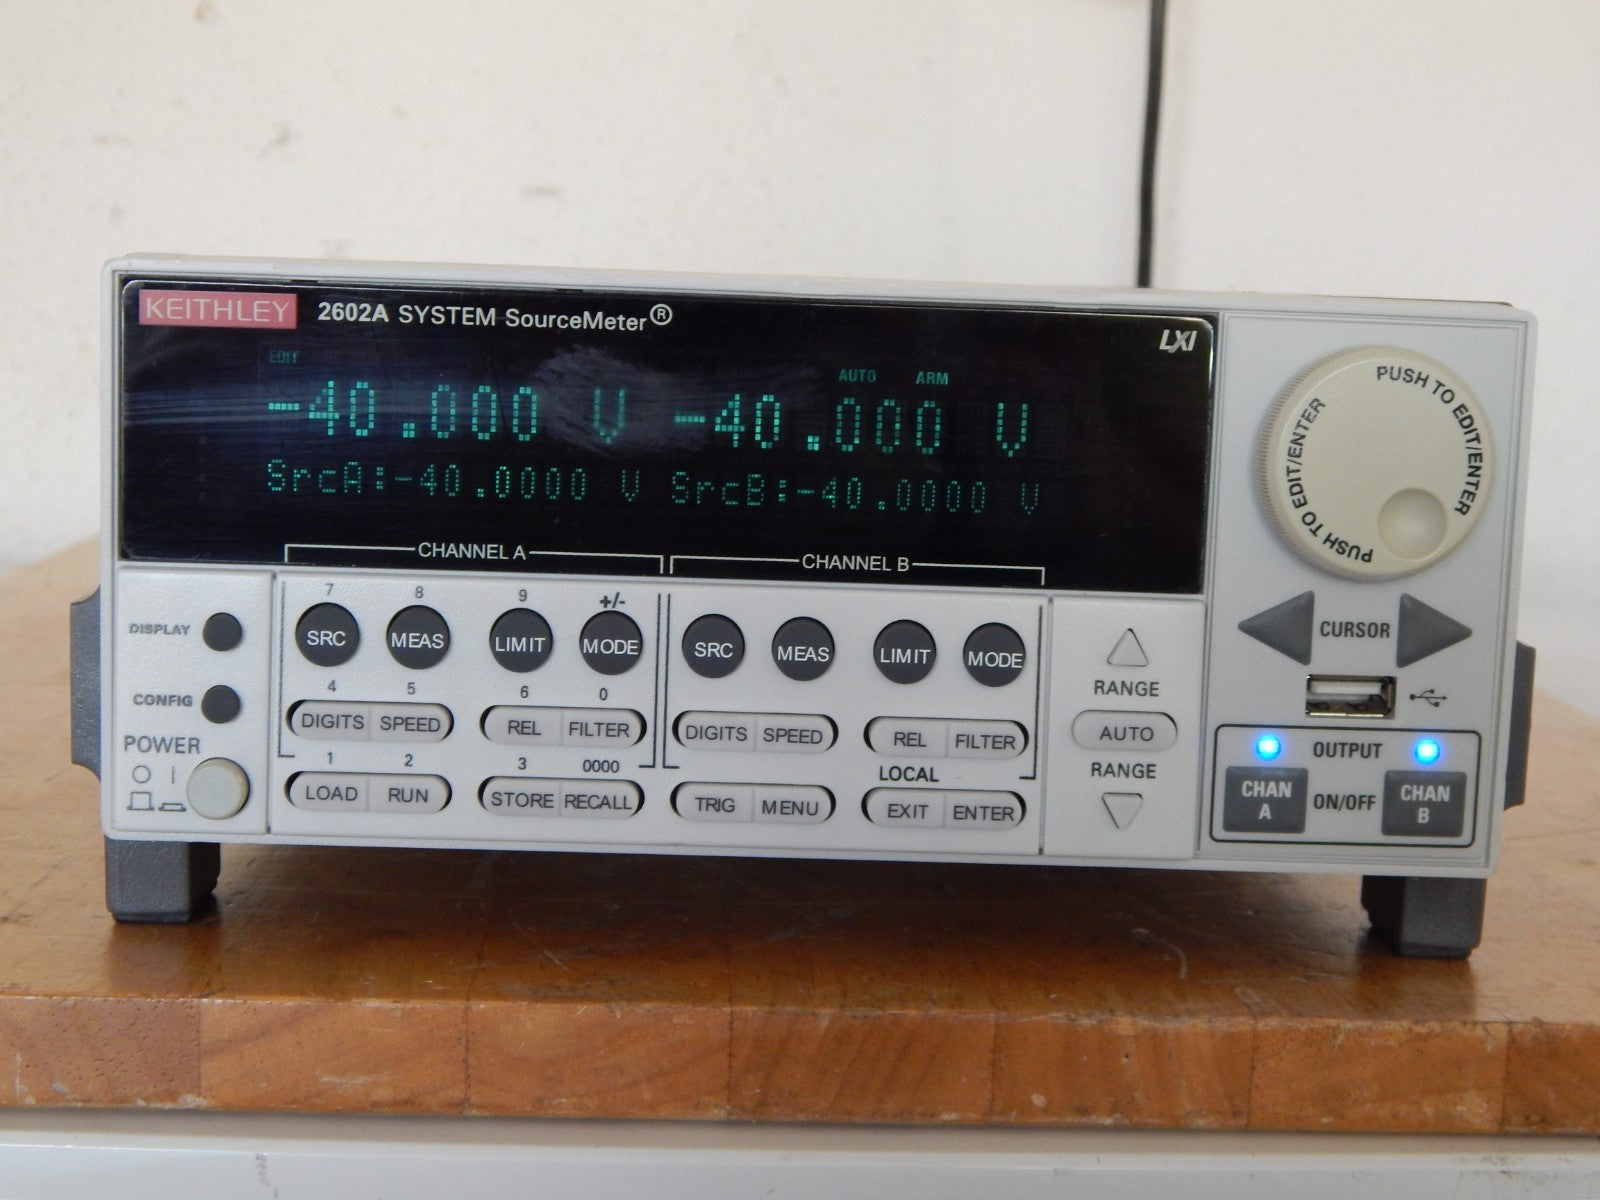 KEITHLEY 2602A SYSTEM SourceMeter®
LXI
EDIT AUTO ARM
-40.000 V -40.000 V
SrcA:-40.0000 V SrcB:-40.0000 V
CHANNEL A CHANNEL B
PUSH TO EDIT/ENTER
PUSH TO EDIT/ENTER
7 8 9 +/-
DISPLAY SRC MEAS LIMIT MODE SRC MEAS LIMIT MODE
CURSOR
4 5 6 0
RANGE
CONFIG DIGITS SPEED REL FILTER DIGITS SPEED REL FILTER AUTO
POWER
O |
1 2 3 0000 LOCAL
RANGE
LOAD RUN STORE RECALL TRIG MENU EXIT ENTER
OUTPUT
CHAN A ON/OFF CHAN B